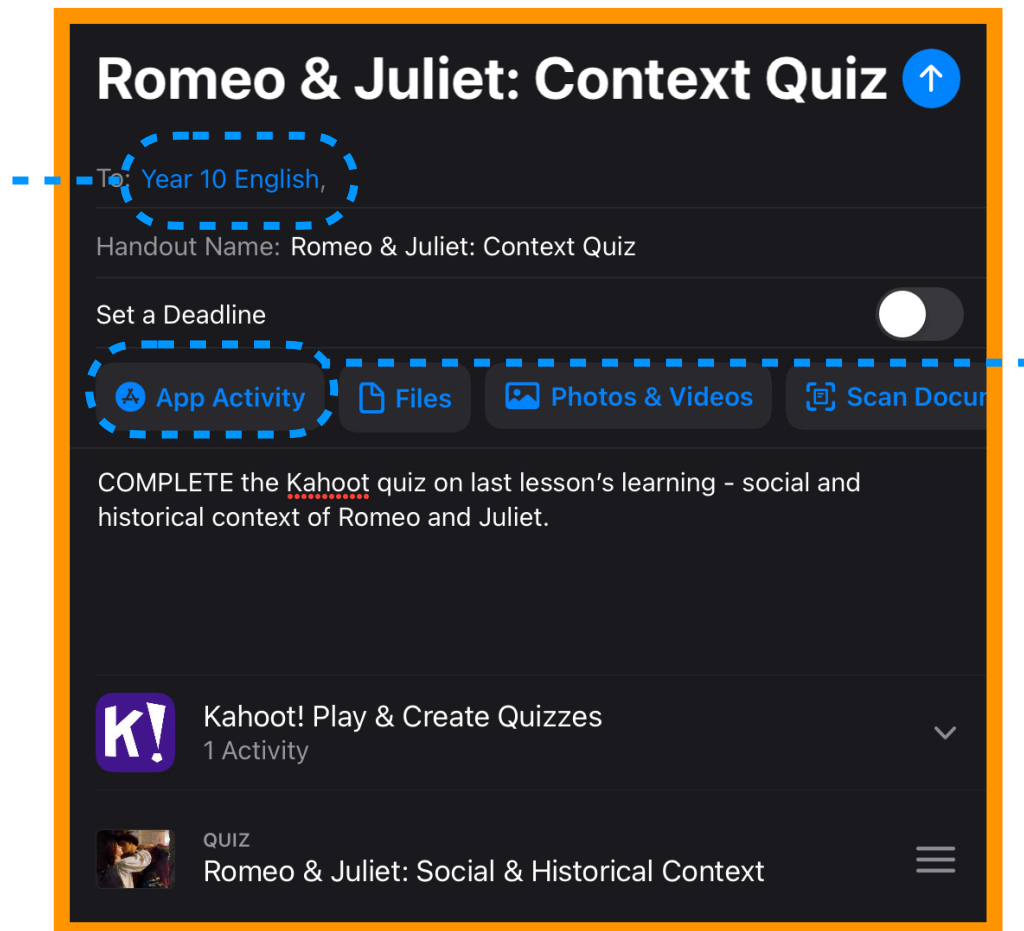 Romeo & Juliet: Context Quiz
To: Year 10 English,
Handout Name: Romeo & Juliet: Context Quiz
Set a Deadline
App Activity Files Photos & Videos Scan Docu
COMPLETE the Kahoot quiz on last lesson’s learning - social and
historical context of Romeo and Juliet.
K!
Kahoot! Play & Create Quizzes
1 Activity
QUIZ
Romeo & Juliet: Social & Historical Context